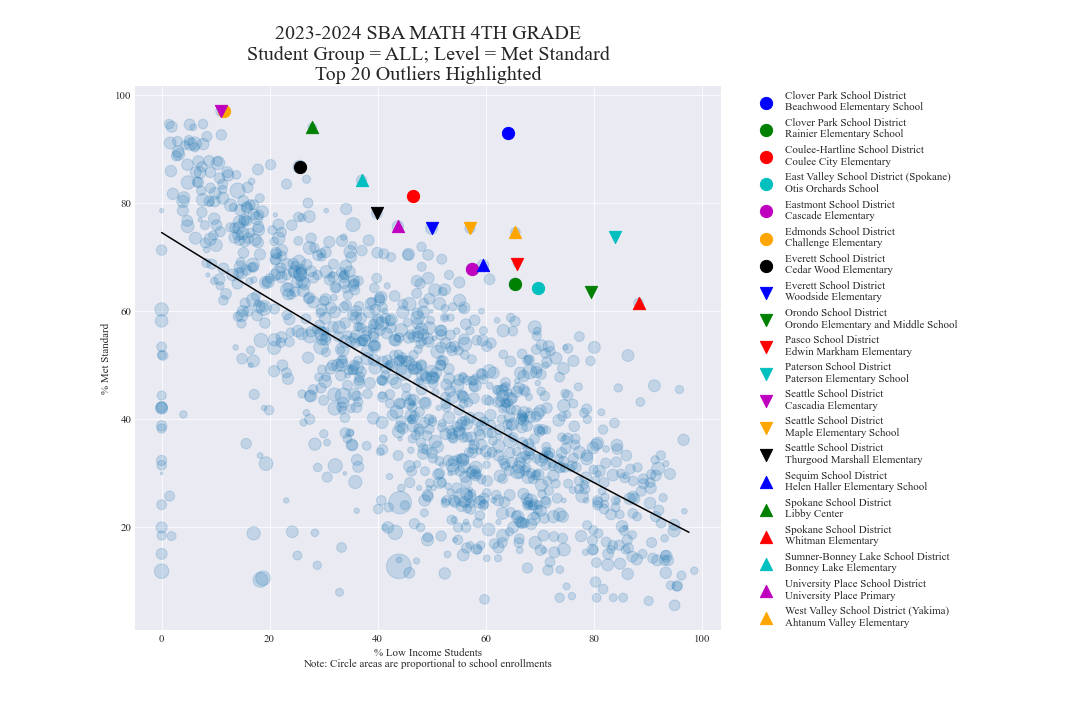 2023-2024 SBA MATH 4TH GRADE
Student Group = ALL; Level = Met Standard
Top 20 Outliers Highlighted
100
80
60
40
20
% Met Standard
0
20
40
60
80
100
% Low Income Students
Note: Circle areas are proportional to school enrollments
Clover Park School District
Beachwood Elementary School
Clover Park School District
Rainier Elementary School
Coulee-Hartline School District
Coulee City Elementary
East Valley School District (Spokane)
Otis Orchards School
Eastmont School District
Cascade Elementary
Edmonds School District
Challenge Elementary
Everett School District
Cedar Wood Elementary
Everett School District
Woodside Elementary
Orondo School District
Orondo Elementary and Middle School
Pasco School District
Edwin Markham Elementary
Paterson School District
Paterson Elementary School
Seattle School District
Cascadia Elementary
Seattle School District
Maple Elementary School
Seattle School District
Thurgood Marshall Elementary
Sequim School District
Helen Haller Elementary School
Spokane School District
Libby Center
Spokane School District
Whitman Elementary
Sumner-Bonney Lake School District
Bonney Lake Elementary
University Place School District
University Place Primary
West Valley School District (Yakima)
Ahtanum Valley Elementary